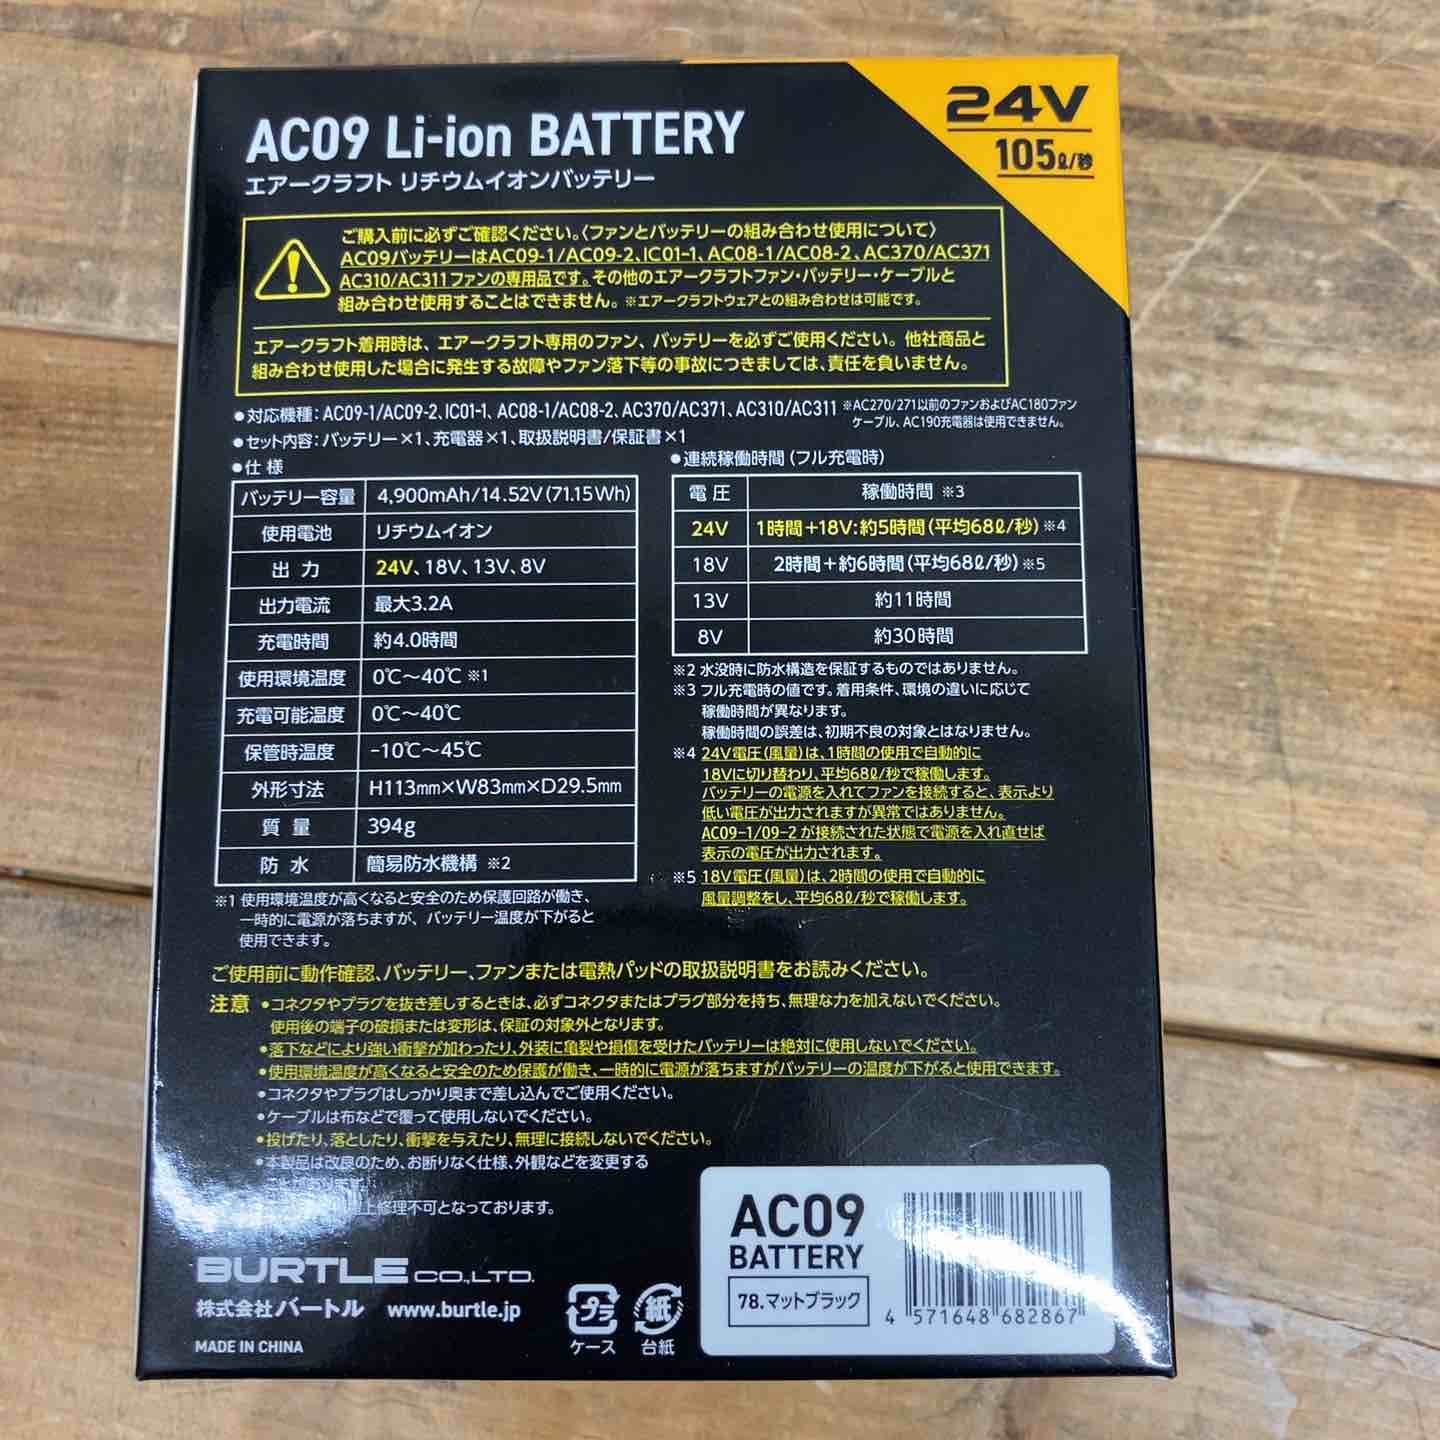 AC09 Li-ion BATTERY
エアークラフト リチウムイオンバッテリー
24V
105ℓ/秒
ご購入前に必ずご確認ください。〈ファンとバッテリーの組み合わせ使用について〉
AC09バッテリーはAC09-1/AC09-2、IC01-1、AC08-1/AC08-2、AC370/AC371
AC310/AC311ファンの専用品です。その他のエアークラフトファン・バッテリー・ケーブルと
組み合わせ使用することはできません。※エアークラフトウェアとの組み合わせは可能です。
エアークラフト着用時は、エアークラフト専用のファン、バッテリーを必ずご使用ください。他社商品と
組み合わせ使用した場合に発生する故障やファン落下等の事故につきましては、責任を負いません。
●対応機種：AC09-1/AC09-2、IC01-1、AC08-1/AC08-2、AC370/AC371、AC310/AC311 ※AC270/271以前のファンおよびAC180ファン
ケーブル、AC190充電器は使用できません。
●セット内容：バッテリー×1、充電器×1、取扱説明書/保証書×1
●仕 様
バッテリー容量 4,900mAh/14.52V(71.15Wh)
使用電池 リチウムイオン
出 力 24V、18V、13V、8V
出力電流 最大3.2A
充電時間 約4.0時間
使用環境温度 0℃～40℃ ※1
充電可能温度 0℃～40℃
保管時温度 -10℃～45℃
外形寸法 H113mm×W83mm×D29.5mm
質 量 394g
防 水 簡易防水機構 ※2
※1 使用環境温度が高くなると安全のため保護回路が働き、
一時的に電源が落ちますが、バッテリー温度が下がると
使用できます。
●連続稼働時間（フル充電時）
電 圧 稼働時間 ※3
24V 1時間＋18V：約5時間(平均68ℓ/秒) ※4
18V 2時間＋約6時間(平均68ℓ/秒) ※5
13V 約11時間
8V 約30時間
※2 水没時に防水構造を保証するものではありません。
※3 フル充電時の値です。着用条件、環境の違いに応じて
稼働時間が異なります。
稼働時間の誤差は、初期不良の対象とはなりません。
※4 24V電圧(風量)は、1時間の使用で自動的に
18Vに切り替わり、平均68ℓ/秒で稼働します。
バッテリーの電源を入れてファンを接続すると、表示より
低い電圧が出力されますが異常ではありません。
AC09-1/09-2 が接続された状態で電源を入れ直せば
表示の電圧が出力されます。
※5 18V電圧(風量)は、2時間の使用で自動的に
風量調整をし、平均68ℓ/秒で稼働します。
ご使用前に動作確認、バッテリー、ファンまたは電熱パッドの取扱説明書をお読みください。
注意 ●コネクタやプラグを抜き差しするときは、必ずコネクタまたはプラグ部分を持ち、無理な力を加えないでください。
使用後の端子の破損または変形は、保証の対象外となります。
●落下などにより強い衝撃が加わったり、外装に亀裂や損傷を受けたバッテリーは絶対に使用しないでください。
●使用環境温度が高くなると安全のため保護が働き、一時的に電源が落ちますがバッテリーの温度が下がると使用できます。
●コネクタやプラグはしっかり奥まで差し込んでご使用ください。
●ケーブルは布などで覆って使用しないでください。
●投げたり、落としたり、衝撃を与えたり、無理に接続しないでください。
●本製品は改良のため、お断りなく仕様、外観などを変更する
上修理不可となっております。
BURTLE CO.,LTD.
株式会社バートル www.burtle.jp
MADE IN CHINA
プラ
ケース
紙
台紙
AC09
BATTERY
78.マットブラック
4 571648 682867